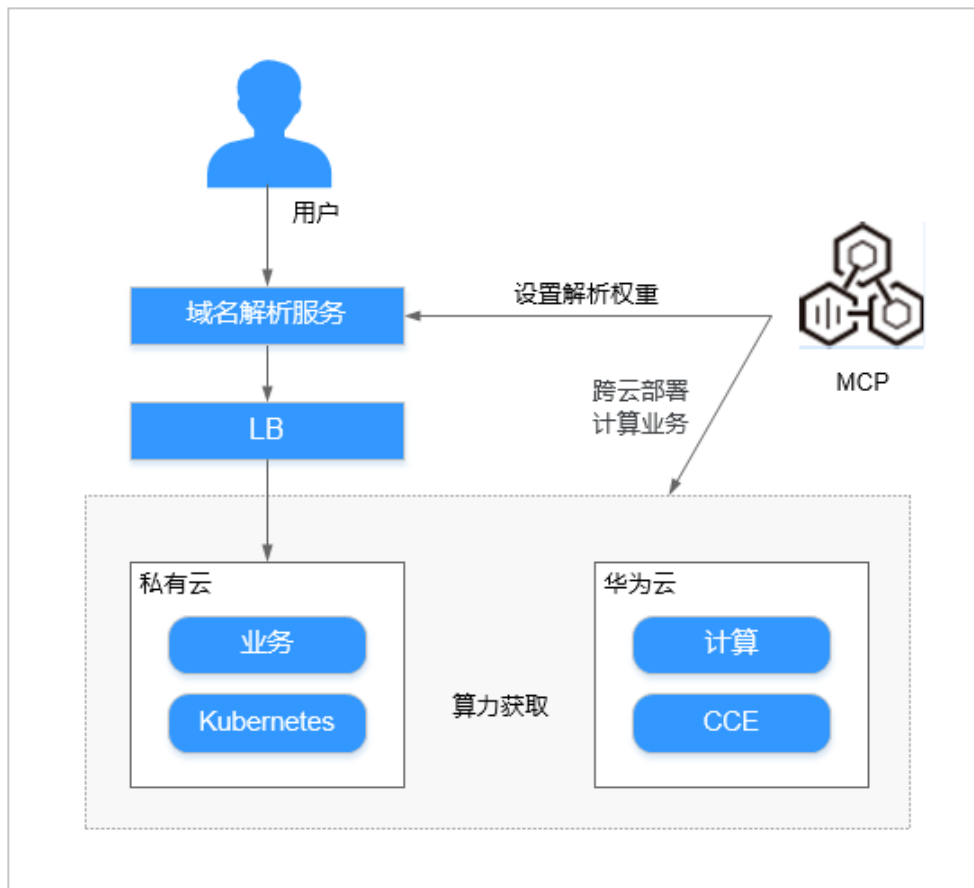 用户
域名解析服务
设置解析权重
MCP
跨云部署
计算业务
LB
私有云
业务
Kubernetes
算力获取
华为云
计算
CCE